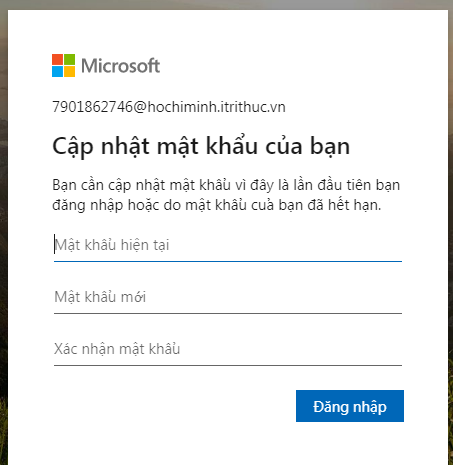 Microsoft
7901862746@hochiminh.itrithuc.vn
Cập nhật mật khẩu của bạn
Bạn cần cập nhật mật khẩu vì đây là lần đầu tiên bạn
đăng nhập hoặc do mật khẩu cuả bạn đã hết hạn.
Mật khẩu hiện tại
Mật khẩu mới
Xác nhận mật khẩu
Đăng nhập